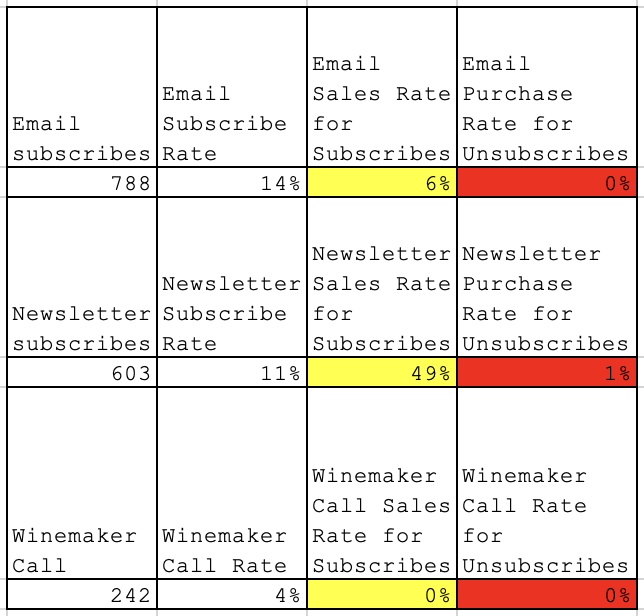 Email
subscribes
Email
Subscribe
Rate
Email
Sales Rate
for
Subscribes
Email
Purchase
Rate for
Unsubscribes
788
14%
6%
0%
Newsletter
subscribes
Newsletter
Subscribe
Rate
Newsletter
Sales Rate
for
Subscribes
Newsletter
Purchase
Rate for
Unsubscribes
603
11%
49%
1%
Winemaker
Call
Winemaker
Call Rate
Winemaker
Call Sales
Rate for
Subscribes
Winemaker
Call Rate
for
Unsubscribes
242
4%
0%
0%